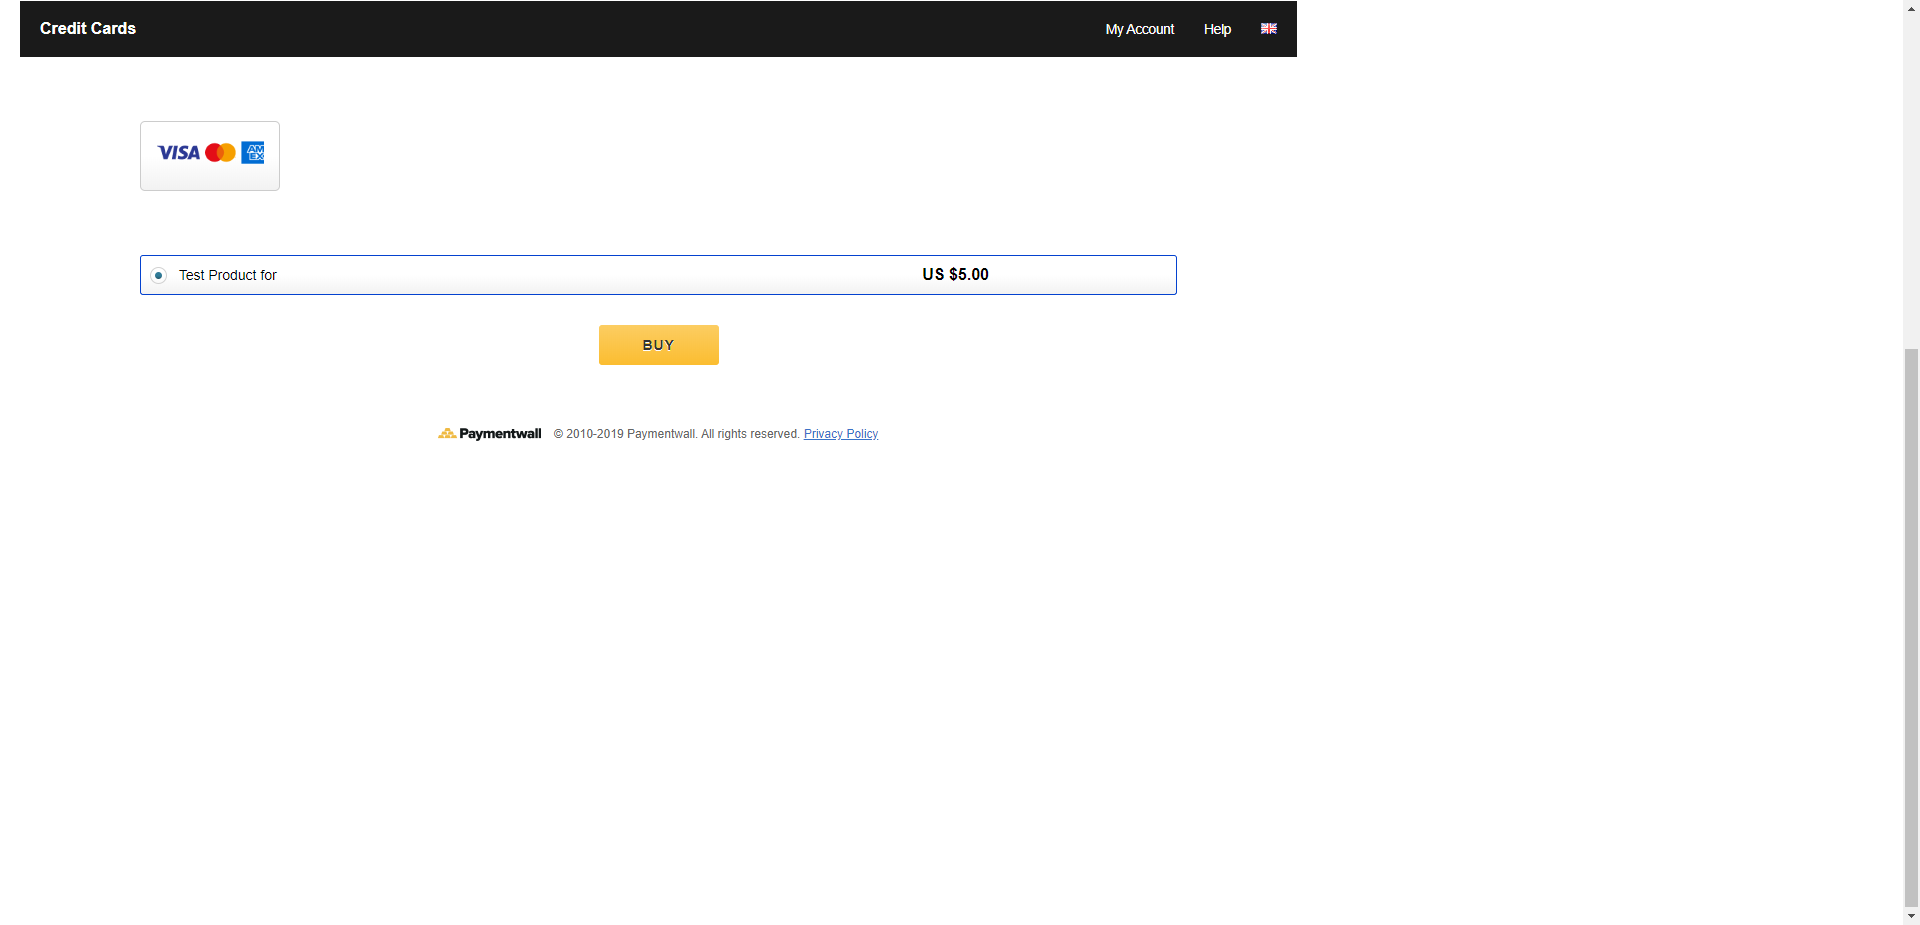 Credit Cards My Account Help
VISA AM EX
Test Product for US $5.00
BUY
Paymentwall © 2010-2019 Paymentwall. All rights reserved. Privacy Policy